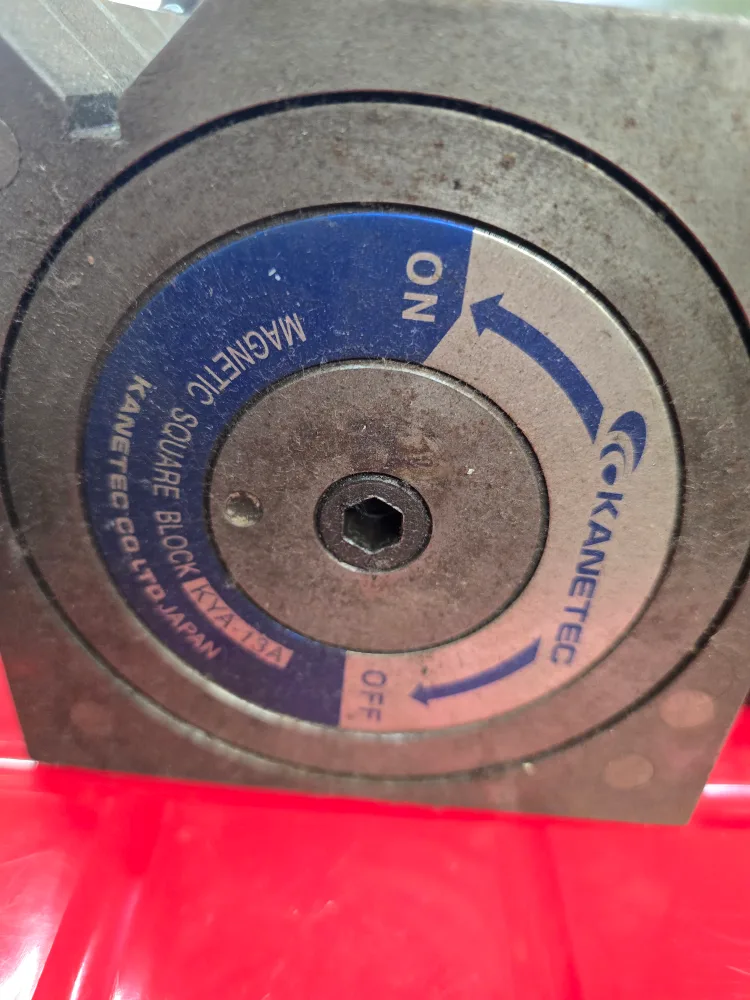 ON
KANETEC
OFF
MAGNETIC SQUARE BLOCK KYA-13A
KANETEC CO.LTD.JAPAN